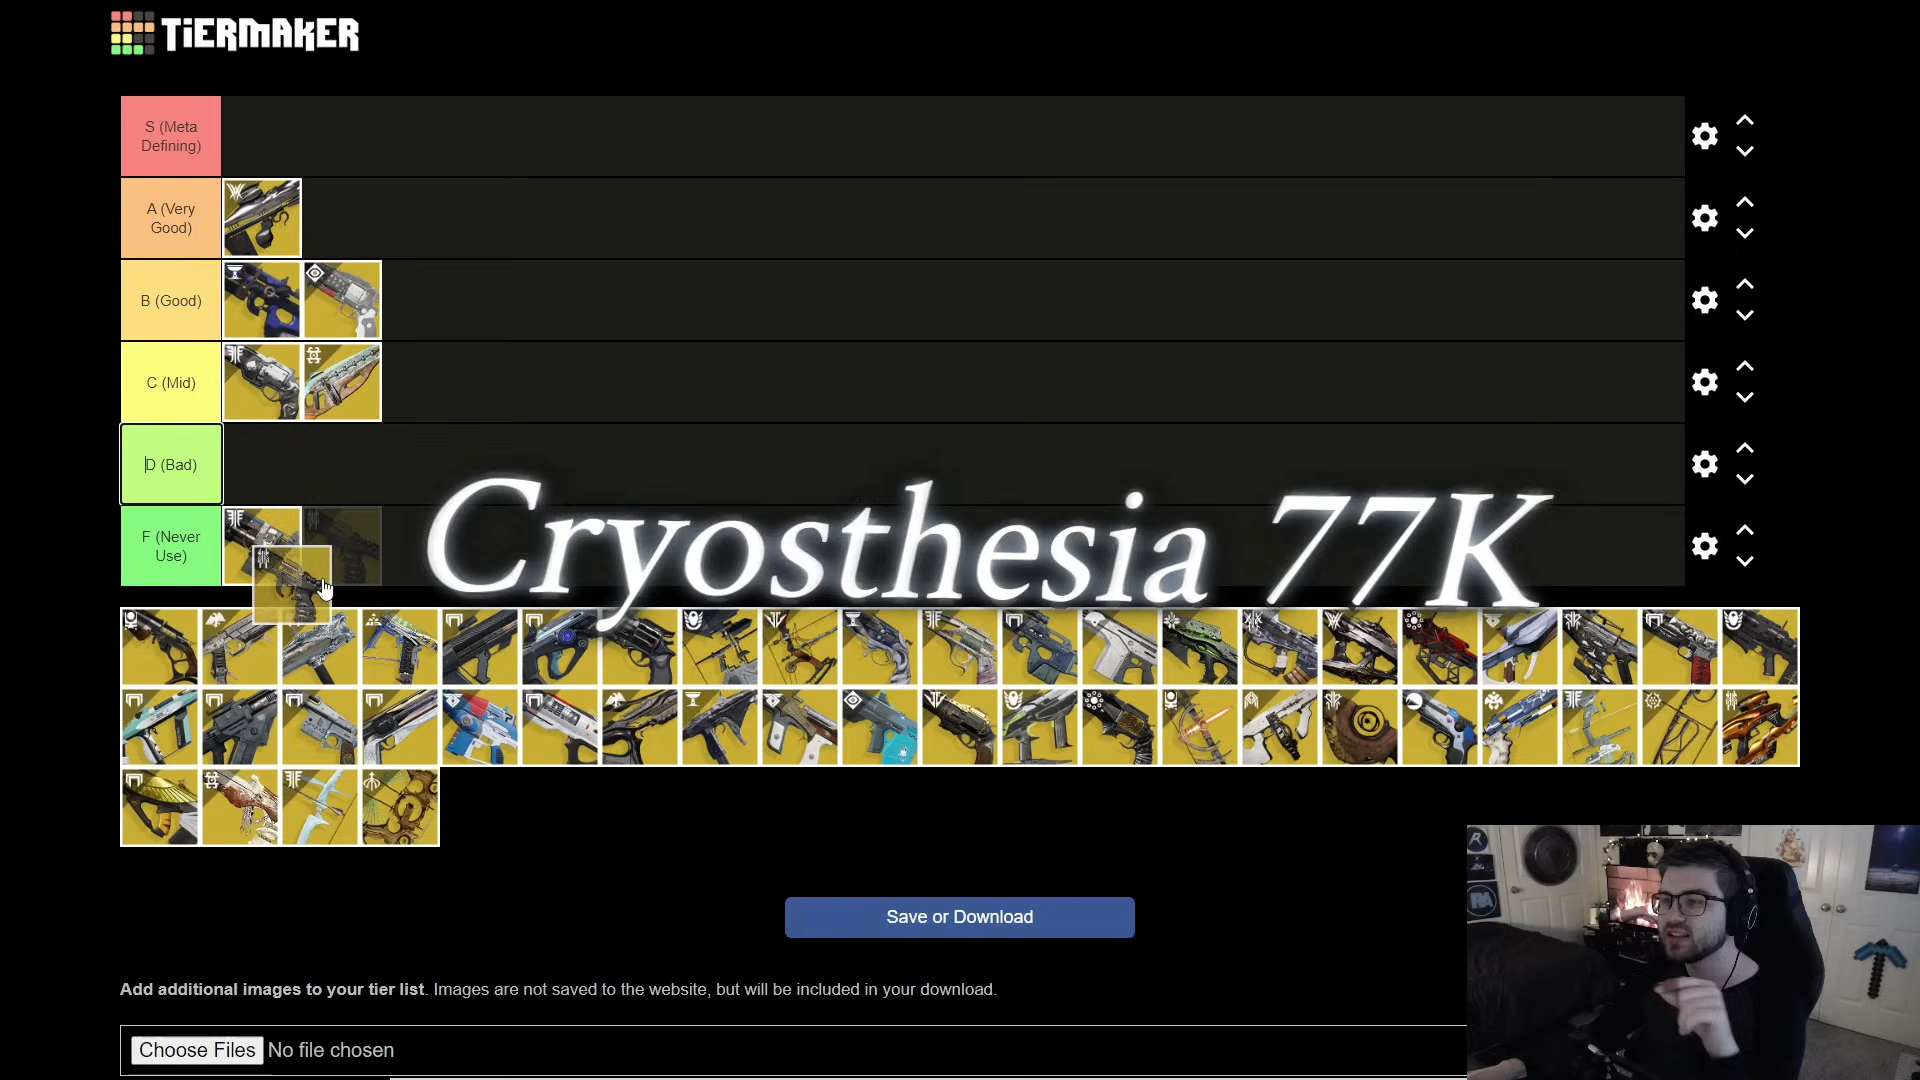 TiERMAKER
S (Meta
Defining)
A (Very
Good)
B (Good)
C (Mid)
D (Bad)
F (Never
Use)
Cryosthesia 77K
Save or Download
Add additional images to your tier list. Images are not saved to the website, but will be included in your download.
Choose Files No file chosen